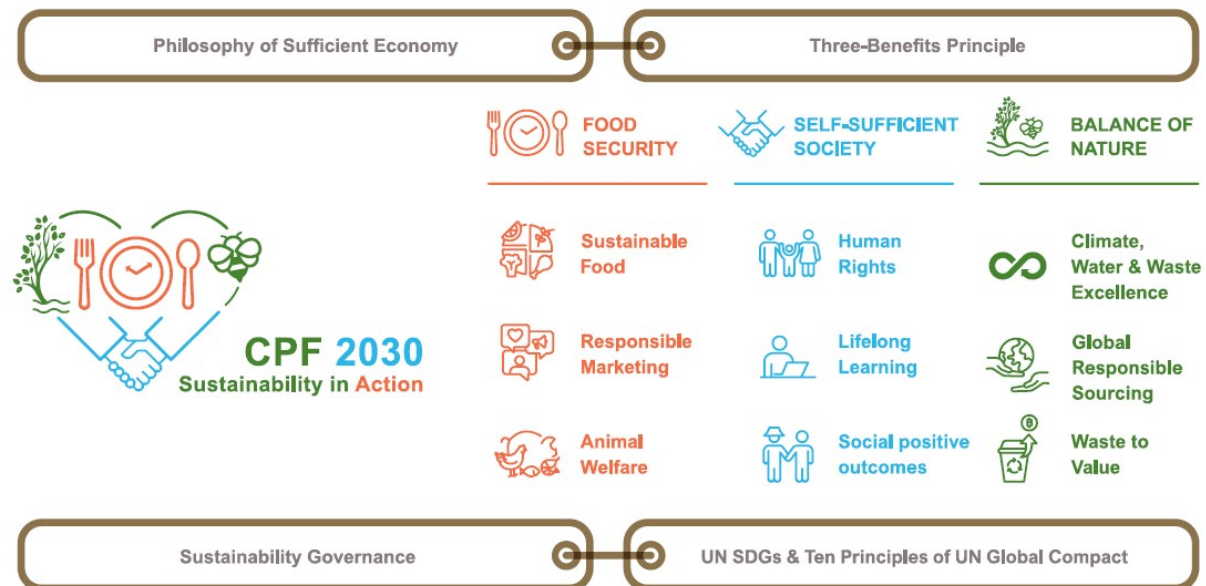 Philosophy of Sufficient Economy
Three-Benefits Principle
FOOD
SECURITY
SELF-SUFFICIENT
SOCIETY
BALANCE OF
NATURE
Sustainable
Food
Human
Rights
Climate,
Water & Waste
Excellence
CPF 2030
Sustainability in Action
Responsible
Marketing
Lifelong
Learning
Global
Responsible
Sourcing
Animal
Welfare
Social positive
outcomes
Waste to
Value
Sustainability Governance
UN SDGs & Ten Principles of UN Global Compact